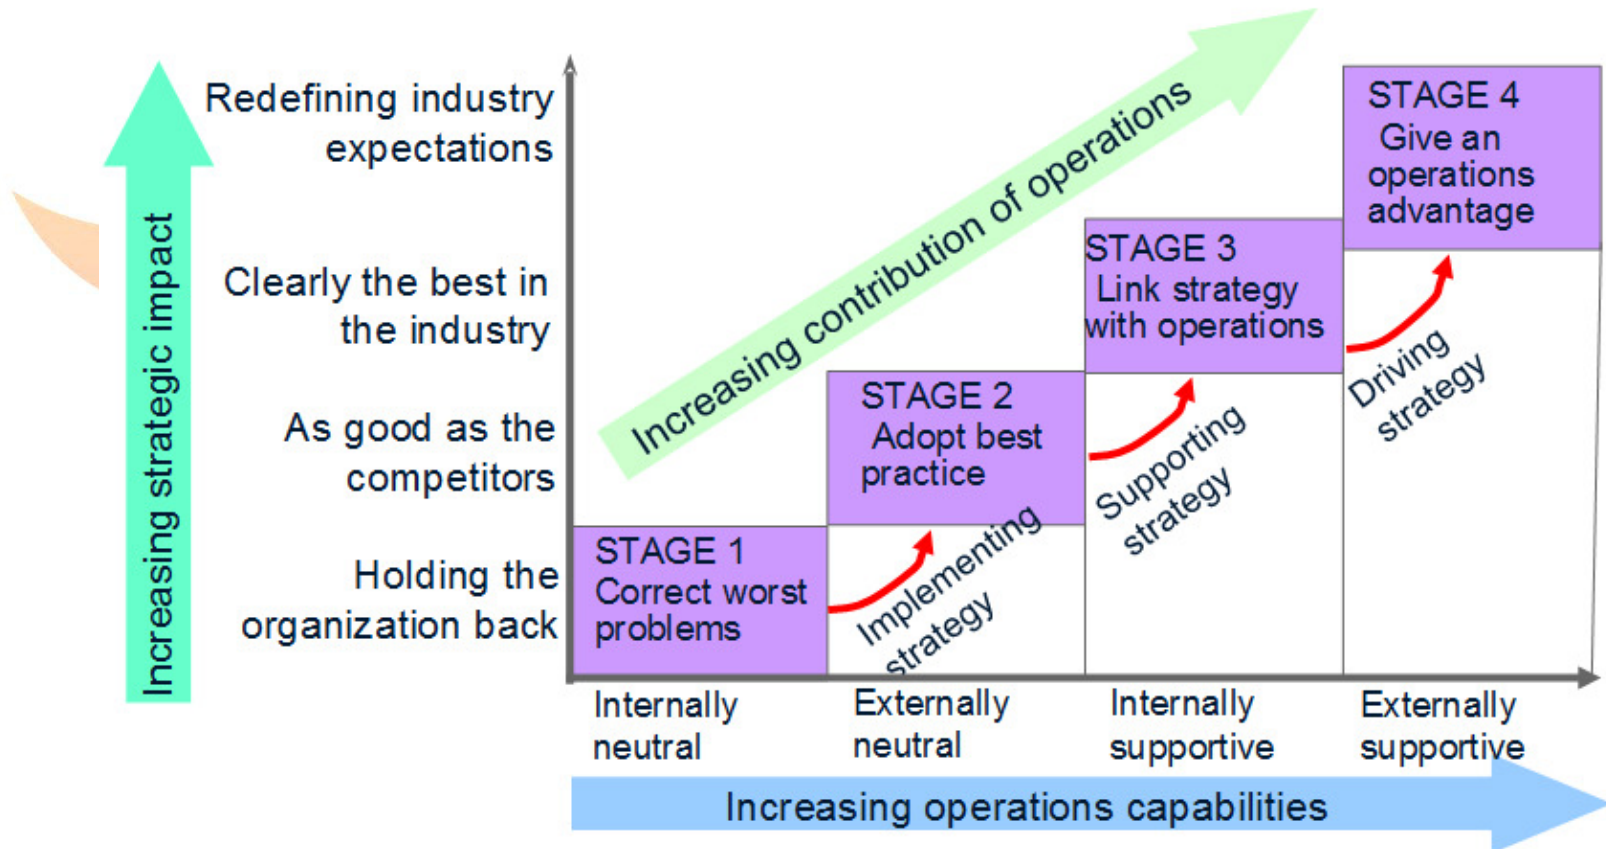 Increasing strategic impact
Redefining industry
expectations
Clearly the best in
the industry
As good as the
competitors
Holding the
organization back
Increasing contribution of operations
STAGE 1
Correct worst
problems
Implementing
strategy
STAGE 2
Adopt best
practice
Supporting
strategy
STAGE 3
Link strategy
with operations
Driving
strategy
STAGE 4
Give an
operations
advantage
Internally
neutral
Externally
neutral
Internally
supportive
Externally
supportive
Increasing operations capabilities